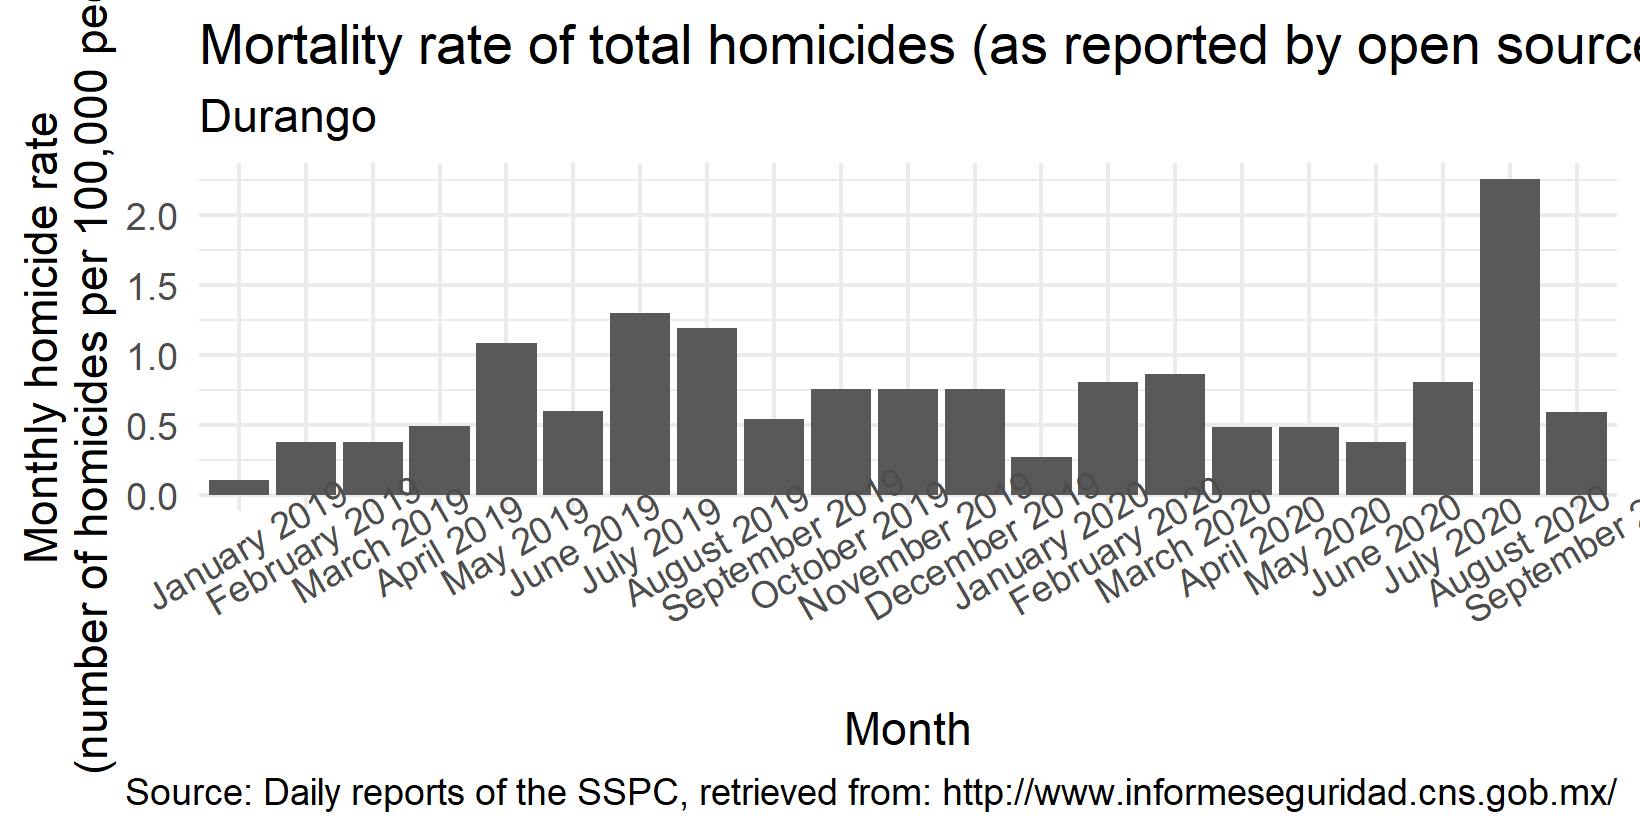 Mortality rate of total homicides (as reported by open source
Durango
Monthly homicide rate
(number of homicides per 100,000 pe
2.0
1.5
1.0
0.5
0.0
January 2019
February 2019
March 2019
April 2019
May 2019
June 2019
July 2019
August 2019
September 2019
October 2019
November 2019
December 2019
January 2020
February 2020
March 2020
April 2020
May 2020
June 2020
July 2020
August 2020
September 2
Month
Source: Daily reports of the SSPC, retrieved from: http://www.informeseguridad.cns.gob.mx/